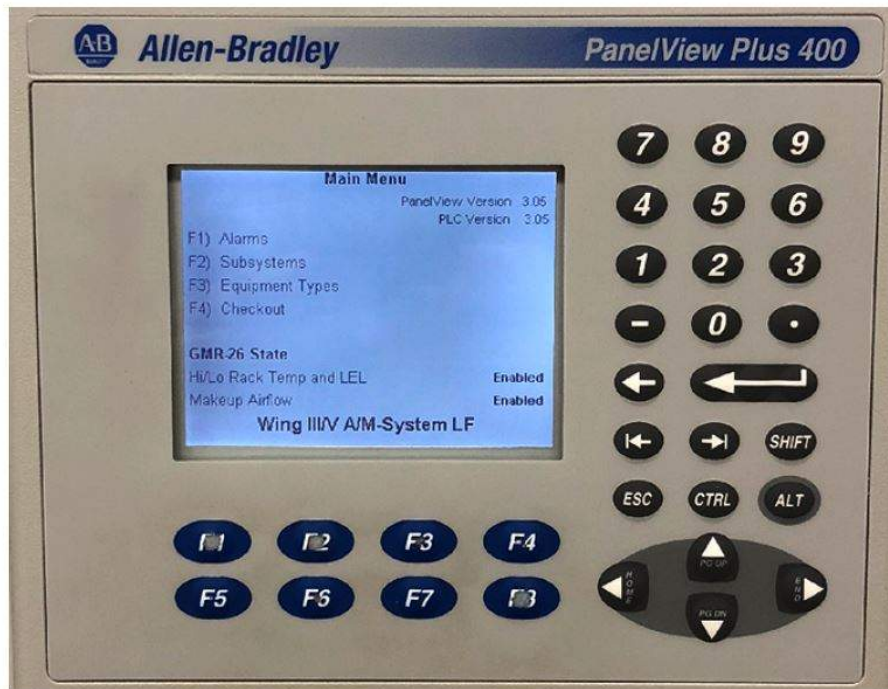 AB Allen-Bradley PanelView Plus 400
Main Menu
PanelView Version 3.05
PLC Version 3.05
F1) Alarms
F2) Subsystems
F3) Equipment Types
F4) Checkout
GMR-26 State
Hi/Lo Rack Temp and LEL Enabled
Makeup Airflow Enabled
Wing III/V A/M-System LF
7 8 9
4 5 6
1 2 3
- 0 .
SHIFT
ESC CTRL ALT
F1 F2 F3 F4
F5 F6 F7 F8
PG UP
HOME END
PG DN